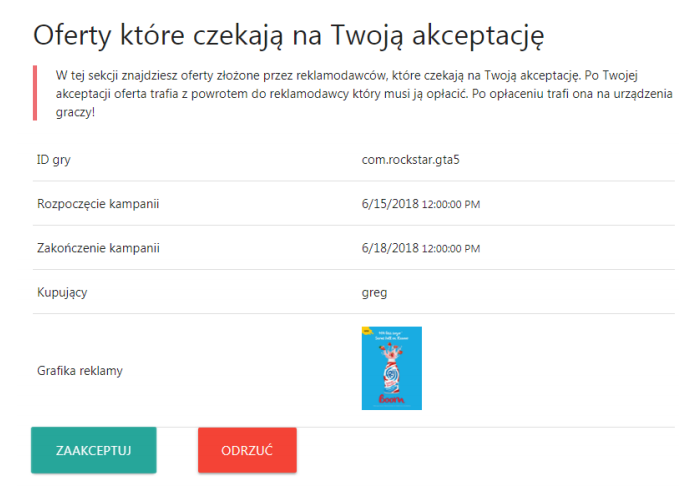 Oferty które czekają na Twoją akceptację
W tej sekcji znajdziesz oferty złożone przez reklamodawców, które czekają na Twoją akceptację. Po Twojej
akceptacji oferta trafia z powrotem do reklamodawcy który musi ją opłacić. Po opłaceniu trafi ona na urządzenia
graczy!
ID gry com.rockstar.gta5
Rozpoczęcie kampanii 6/15/2018 12:00:00 PM
Zakończenie kampanii 6/18/2018 12:00:00 PM
Kupujący greg
Grafika reklamy
ZAAKCEPTUJ ODRZUĆ